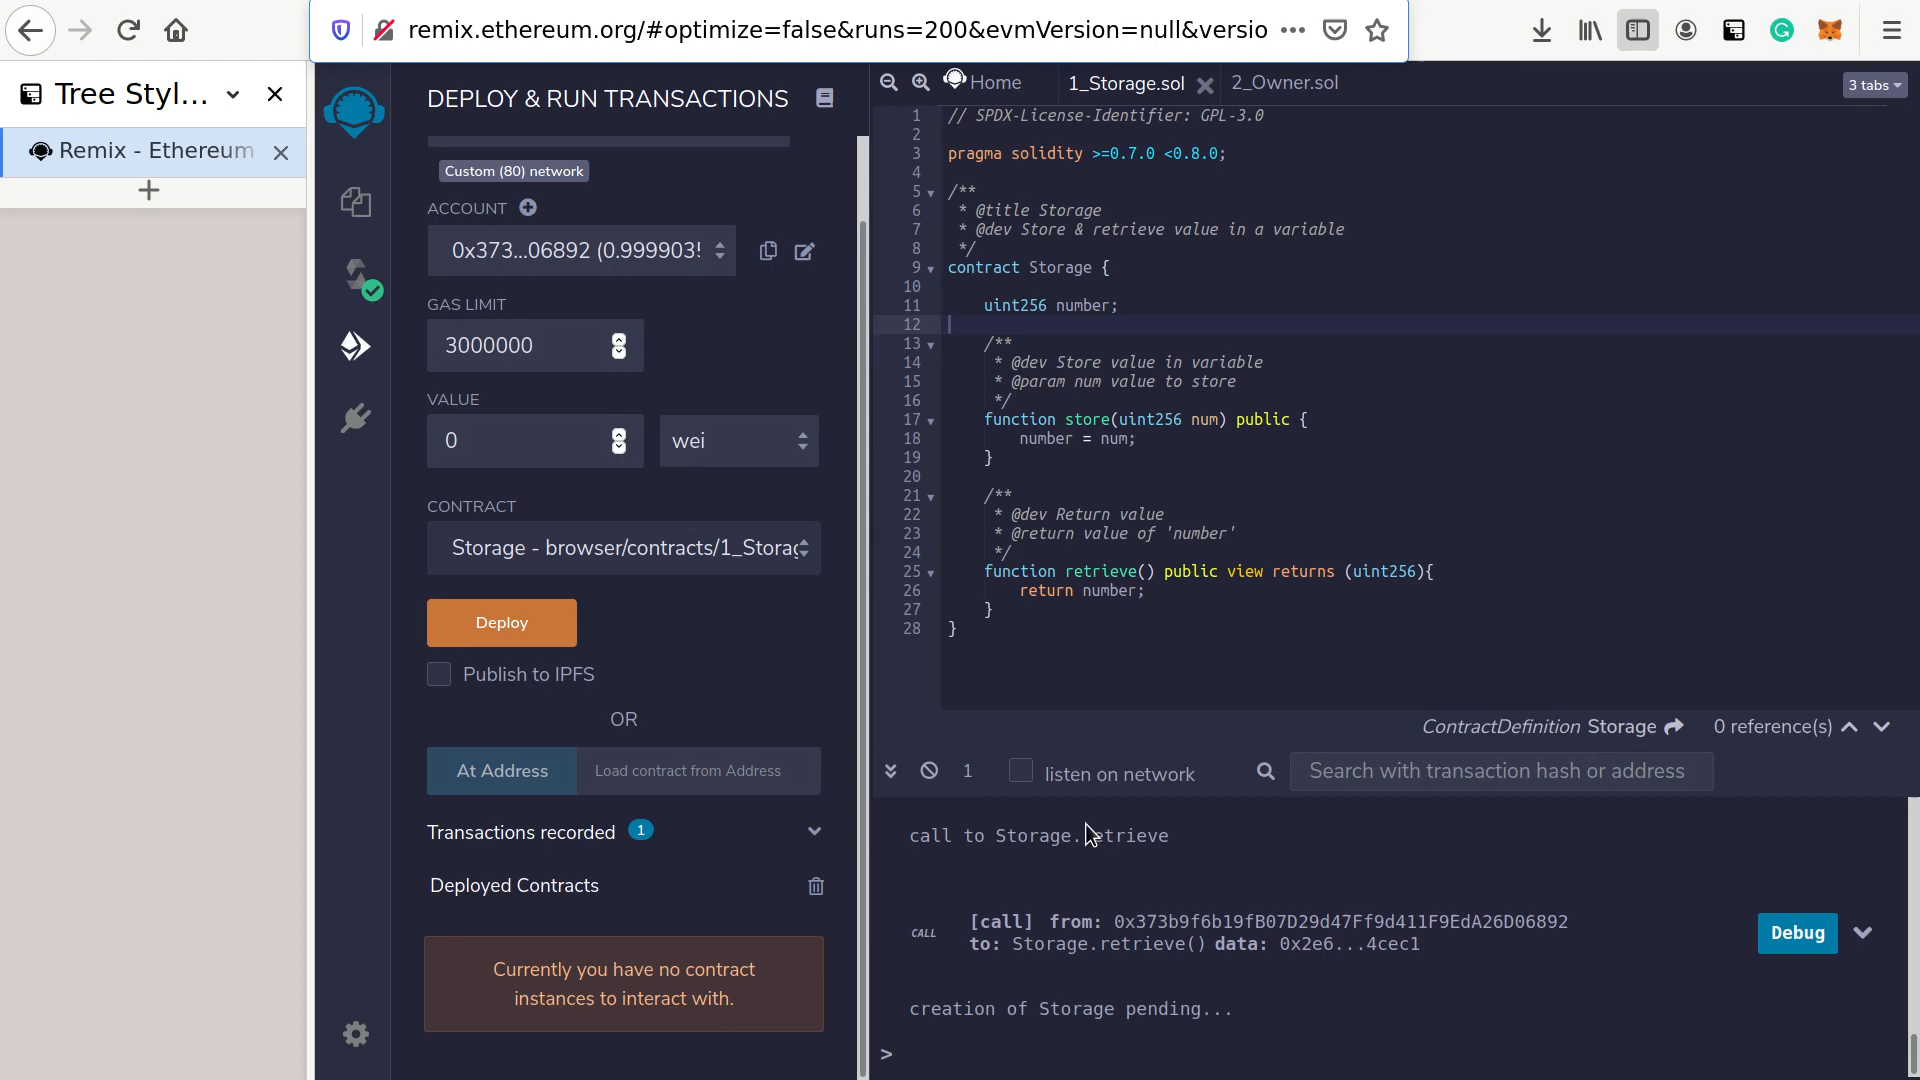 remix.ethereum.org/#optimize=false&runs=200&evmVersion=null&versio
Tree Styl...
Remix - Ethereum
DEPLOY & RUN TRANSACTIONS
Custom (80) network
ACCOUNT
0x373...06892 (0.999903
GAS LIMIT
3000000
VALUE
0
wei
CONTRACT
Storage - browser/contracts/1_Storag
Deploy
Publish to IPFS
OR
At Address
Load contract from Address
Transactions recorded 1
Deployed Contracts
Currently you have no contract
instances to interact with.
Home
1_Storage.sol
2_Owner.sol
3 tabs
1 // SPDX-License-Identifier: GPL-3.0
2
3 pragma solidity >=0.7.0 <0.8.0;
4
5 /**
6 * @title Storage
7 * @dev Store & retrieve value in a variable
8 */
9 contract Storage {
10
11 uint256 number;
12
13 /**
14 * @dev Store value in variable
15 * @param num value to store
16 */
17 function store(uint256 num) public {
18 number = num;
19 }
20
21 /**
22 * @dev Return value
23 * @return value of 'number'
24 */
25 function retrieve() public view returns (uint256){
26 return number;
27 }
28 }
ContractDefinition Storage
0 reference(s)
1
listen on network
Search with transaction hash or address
call to Storage.retrieve
CALL
[call] from: 0x373b9f6b19fB07D29d47Ff9d411F9EdA26D06892
to: Storage.retrieve() data: 0x2e6...4cec1
Debug
creation of Storage pending...
>